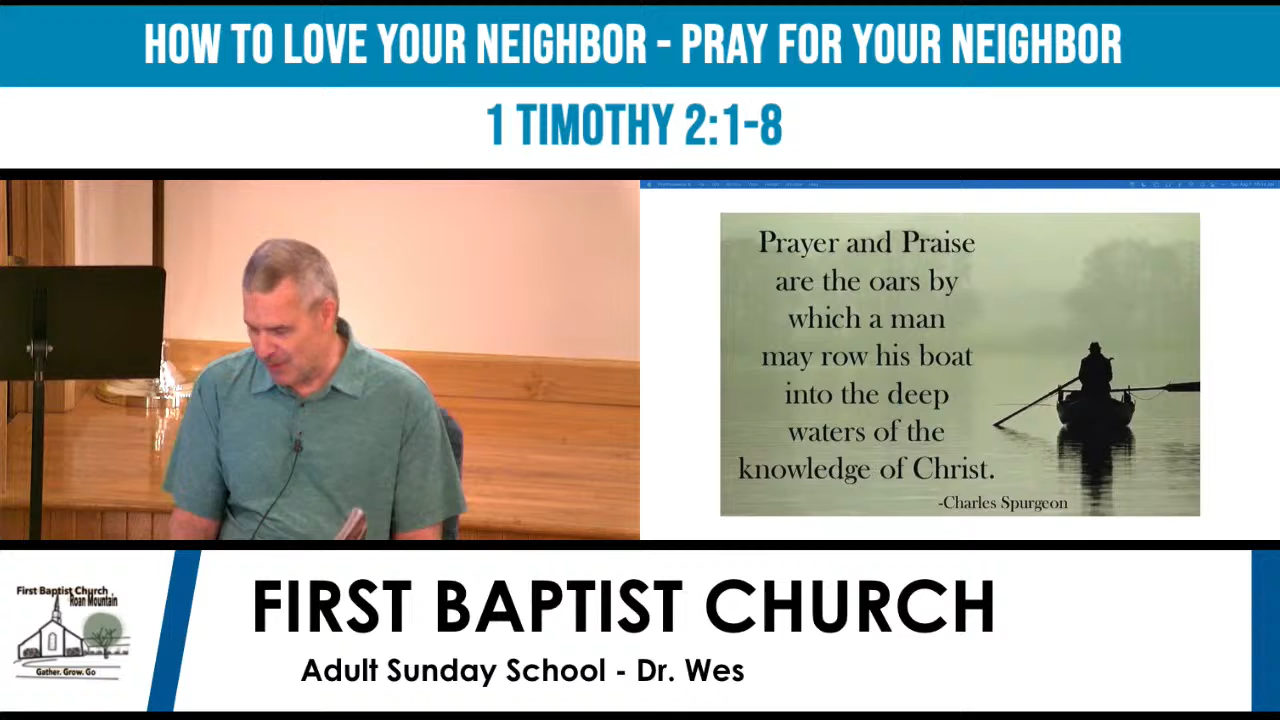 HOW TO LOVE YOUR NEIGHBOR - PRAY FOR YOUR NEIGHBOR
1 TIMOTHY 2:1-8
Prayer and Praise
are the oars by
which a man
may row his boat
into the deep
waters of the
knowledge of Christ.
-Charles Spurgeon
First Baptist Church
Roan Mountain
Gather. Grow. Go
FIRST BAPTIST CHURCH
Adult Sunday School - Dr. Wes